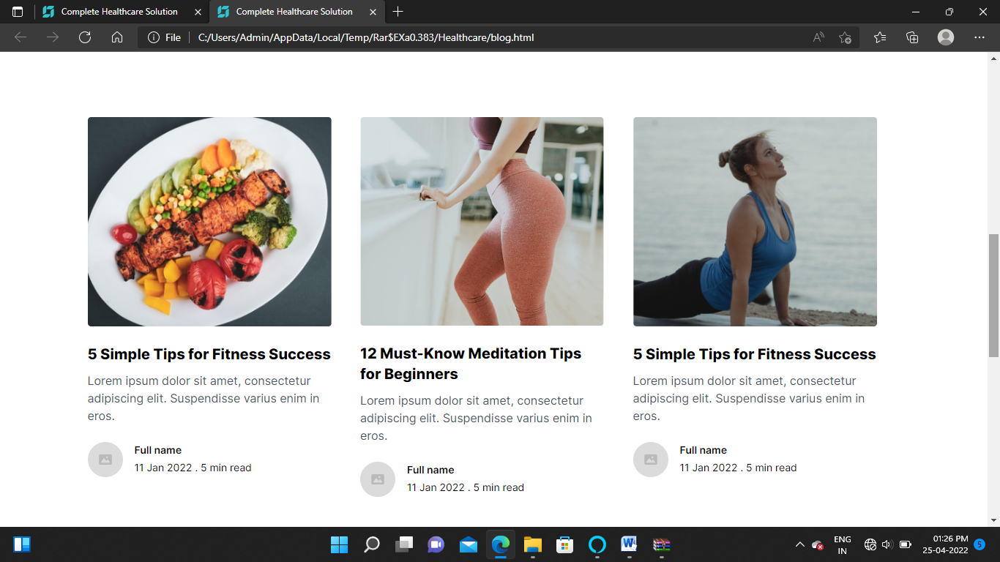 Complete Healthcare Solution
Complete Healthcare Solution
File
C:/Users/Admin/AppData/Local/Temp/Rar$EXa0.383/Healthcare/blog.html
5 Simple Tips for Fitness Success
Lorem ipsum dolor sit amet, consectetur
adipiscing elit. Suspendisse varius enim in
eros.
Full name
11 Jan 2022 . 5 min read
12 Must-Know Meditation Tips
for Beginners
Lorem ipsum dolor sit amet, consectetur
adipiscing elit. Suspendisse varius enim in
eros.
Full name
11 Jan 2022 . 5 min read
5 Simple Tips for Fitness Success
Lorem ipsum dolor sit amet, consectetur
adipiscing elit. Suspendisse varius enim in
eros.
Full name
11 Jan 2022 . 5 min read
ENG
IN
01:26 PM
25-04-2022
5